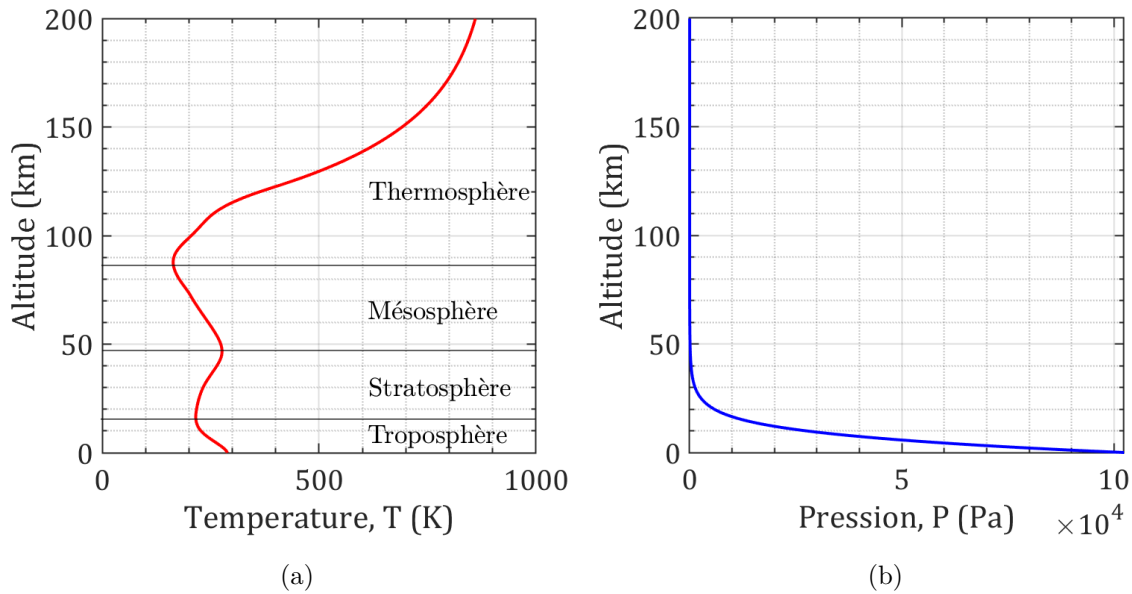 200
150
100
50
0
Altitude (km)
Thermosphère
Mésosphère
Stratosphère
Troposphère
0
500
1000
Temperature, T (K)
(a)
200
150
100
50
0
Altitude (km)
0
5
10
Pression, P (Pa)
×10⁴
(b)